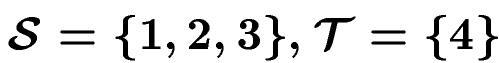 𝓢 = {1, 2, 3}, 𝓣 = {4}